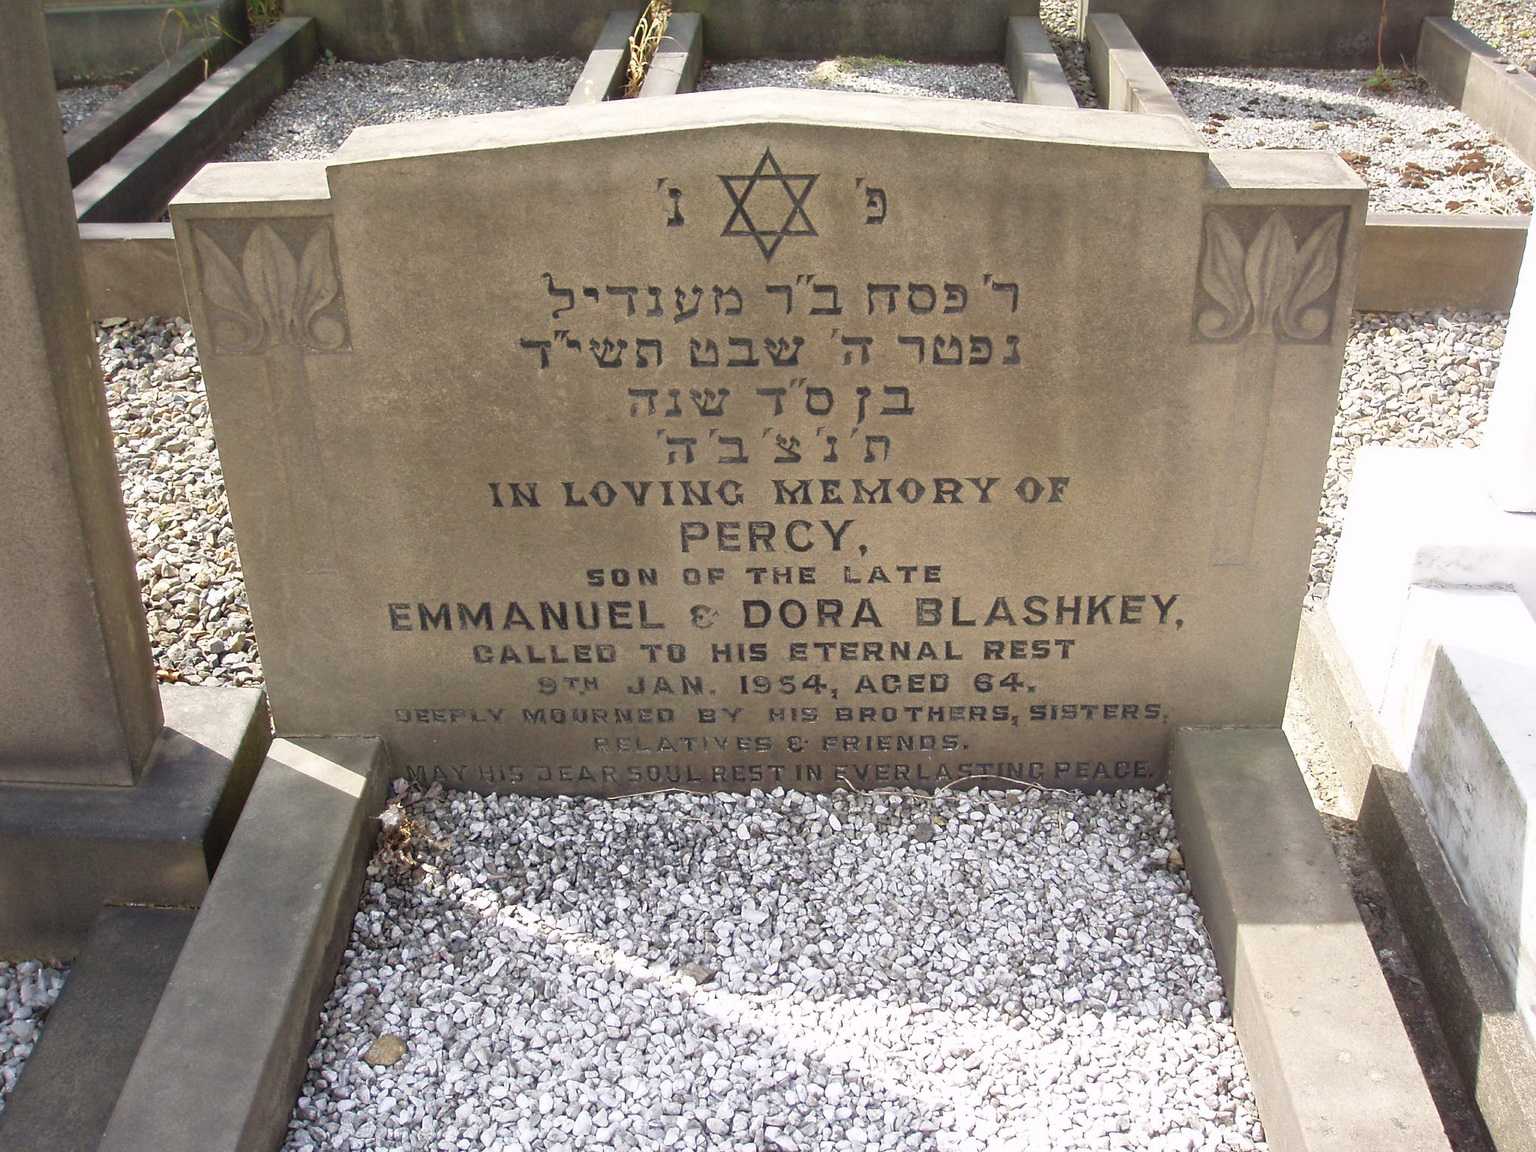 פ׳ נ׳
ר׳ פסח ב״ר מענדיל
נפטר ה׳ שבט תשי״ד
בן ס״ד שנה
ת׳ נ׳ צ׳ ב׳ ה׳
IN LOVING MEMORY OF
PERCY,
SON OF THE LATE
EMMANUEL & DORA BLASHKEY,
CALLED TO HIS ETERNAL REST
9TH JAN. 1954, AGED 64.
DEEPLY MOURNED BY HIS BROTHERS, SISTERS,
RELATIVES & FRIENDS.
MAY HIS DEAR SOUL REST IN EVERLASTING PEACE.